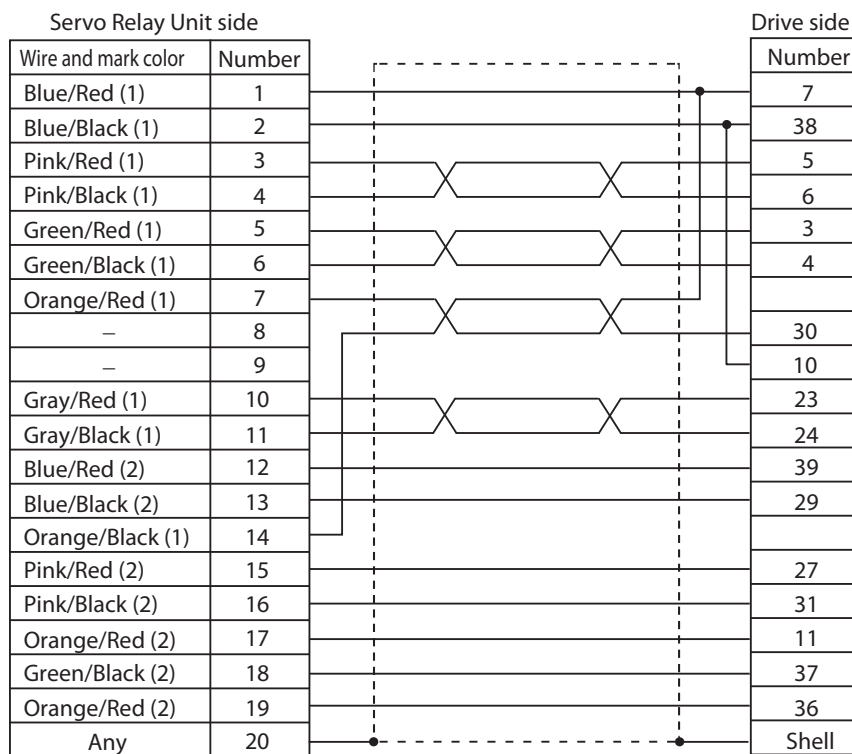 Servo Relay Unit side Drive side
Wire and mark color Number Number
Blue/Red (1) 1 7
Blue/Black (1) 2 38
Pink/Red (1) 3 5
Pink/Black (1) 4 6
Green/Red (1) 5 3
Green/Black (1) 6 4
Orange/Red (1) 7
– 8 30
– 9 10
Gray/Red (1) 10 23
Gray/Black (1) 11 24
Blue/Red (2) 12 39
Blue/Black (2) 13 29
Orange/Black (1) 14
Pink/Red (2) 15 27
Pink/Black (2) 16 31
Orange/Red (2) 17 11
Green/Black (2) 18 37
Orange/Red (2) 19 36
Any 20 Shell